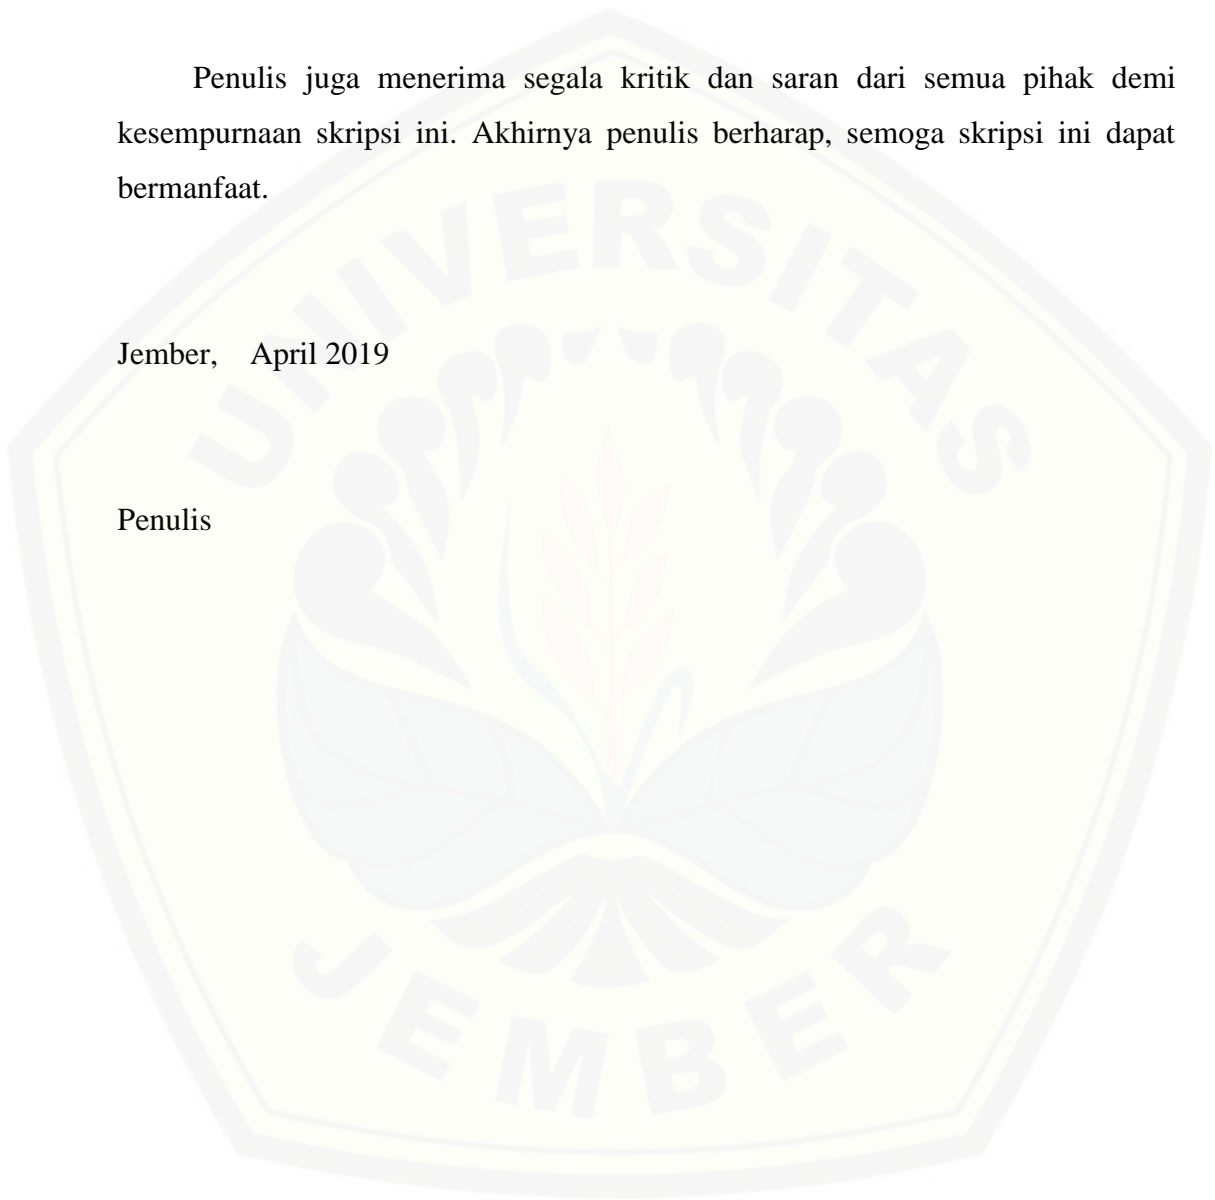 Penulis juga menerima segala kritik dan saran dari semua pihak demi
kesempurnaan skripsi ini. Akhirnya penulis berharap, semoga skripsi ini dapat
bermanfaat.
Jember, April 2019
Penulis
UNIVERSITAS
JEMBER